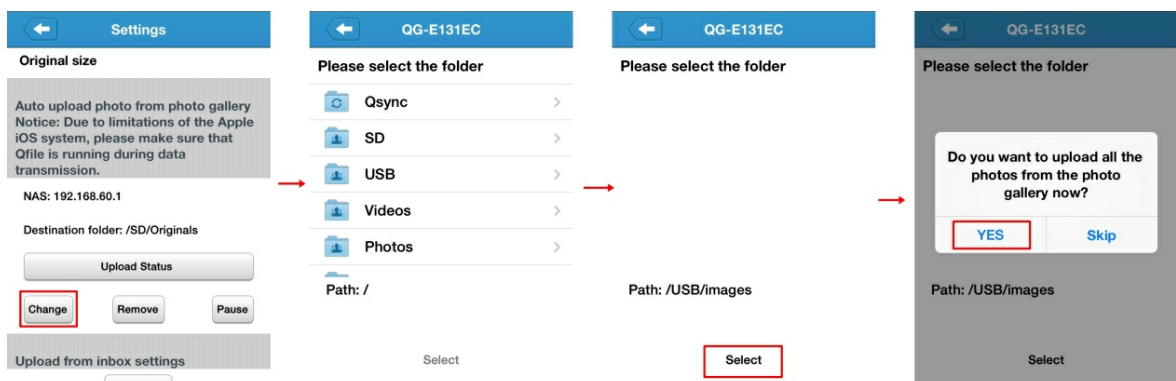 Settings
Original size
Auto upload photo from photo gallery
Notice: Due to limitations of the Apple
iOS system, please make sure that
Qfile is running during data
transmission.
NAS: 192.168.60.1
Destination folder: /SD/Originals
Upload Status
Change Remove Pause
Upload from inbox settings
QG-E131EC
Please select the folder
Qsync
SD
USB
Videos
Photos
Path: /
Select
QG-E131EC
Please select the folder
Path: /USB/images
Select
QG-E131EC
Please select the folder
Do you want to upload all the
photos from the photo
gallery now?
YES Skip
Path: /USB/images
Select